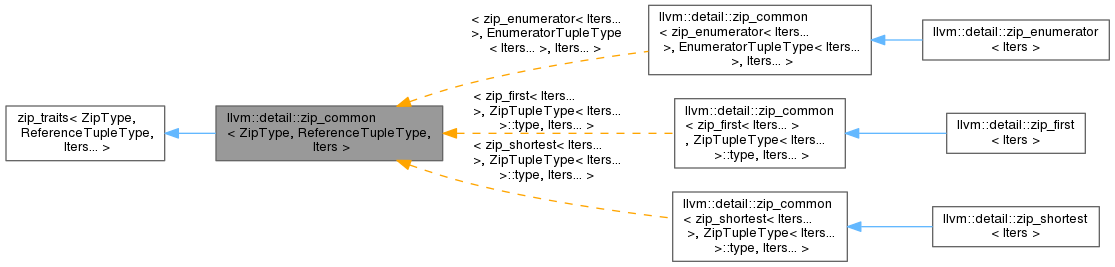 zip_traits< ZipType,
ReferenceTupleType,
Iters... >
llvm::detail::zip_common
< ZipType, ReferenceTupleType,
Iters >
< zip_enumerator< Iters...
>, EnumeratorTupleType
< Iters... >, Iters... >
< zip_first< Iters...
>, ZipTupleType< Iters...
>::type, Iters... >
< zip_shortest< Iters...
>, ZipTupleType< Iters...
>::type, Iters... >
llvm::detail::zip_common
< zip_enumerator< Iters...
>, EnumeratorTupleType< Iters...
>, Iters... >
llvm::detail::zip_common
< zip_first< Iters... >
, ZipTupleType< Iters...
>::type, Iters... >
llvm::detail::zip_common
< zip_shortest< Iters...
>, ZipTupleType< Iters...
>::type, Iters... >
llvm::detail::zip_enumerator
< Iters >
llvm::detail::zip_first
< Iters >
llvm::detail::zip_shortest
< Iters >